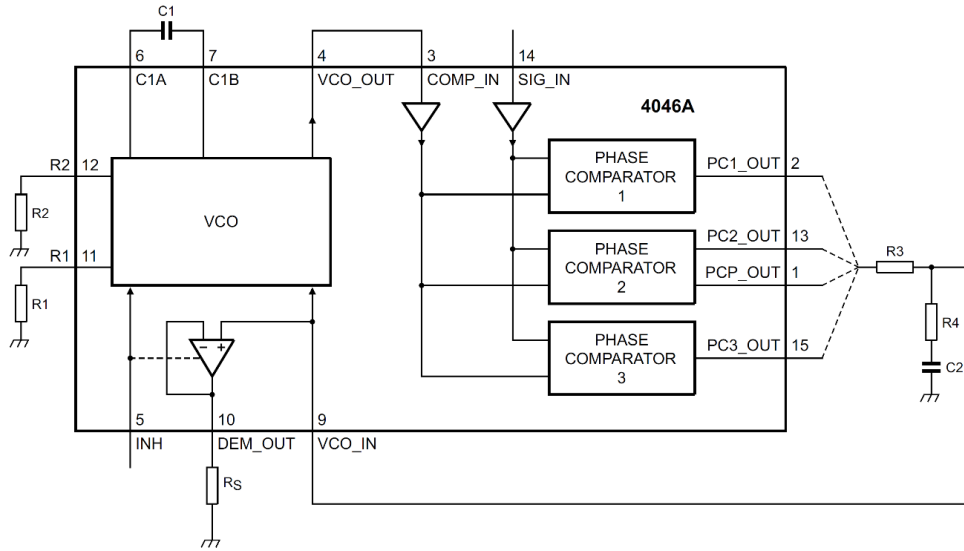 C1
6 7 4 3 14
C1A C1B VCO_OUT COMP_IN SIG_IN
4046A
R2 12
R2
VCO
R1 11
R1
PHASE
COMPARATOR
1
PC1_OUT 2
PHASE
COMPARATOR
2
PC2_OUT 13
PCP_OUT 1
PHASE
COMPARATOR
3
PC3_OUT 15
R3
R4
C2
− +
5 10 9
INH DEM_OUT VCO_IN
RS